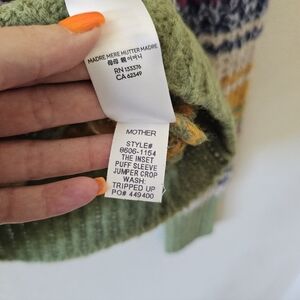 MADRE MERE MUTTER MADRE
RN 133376
CA 62349
MOTHER
STYLE#
8606-1164
THE INSET
PUFF SLEEVE
JUMPER CROP
WASH:
TRIPPED UP
PO# 449400